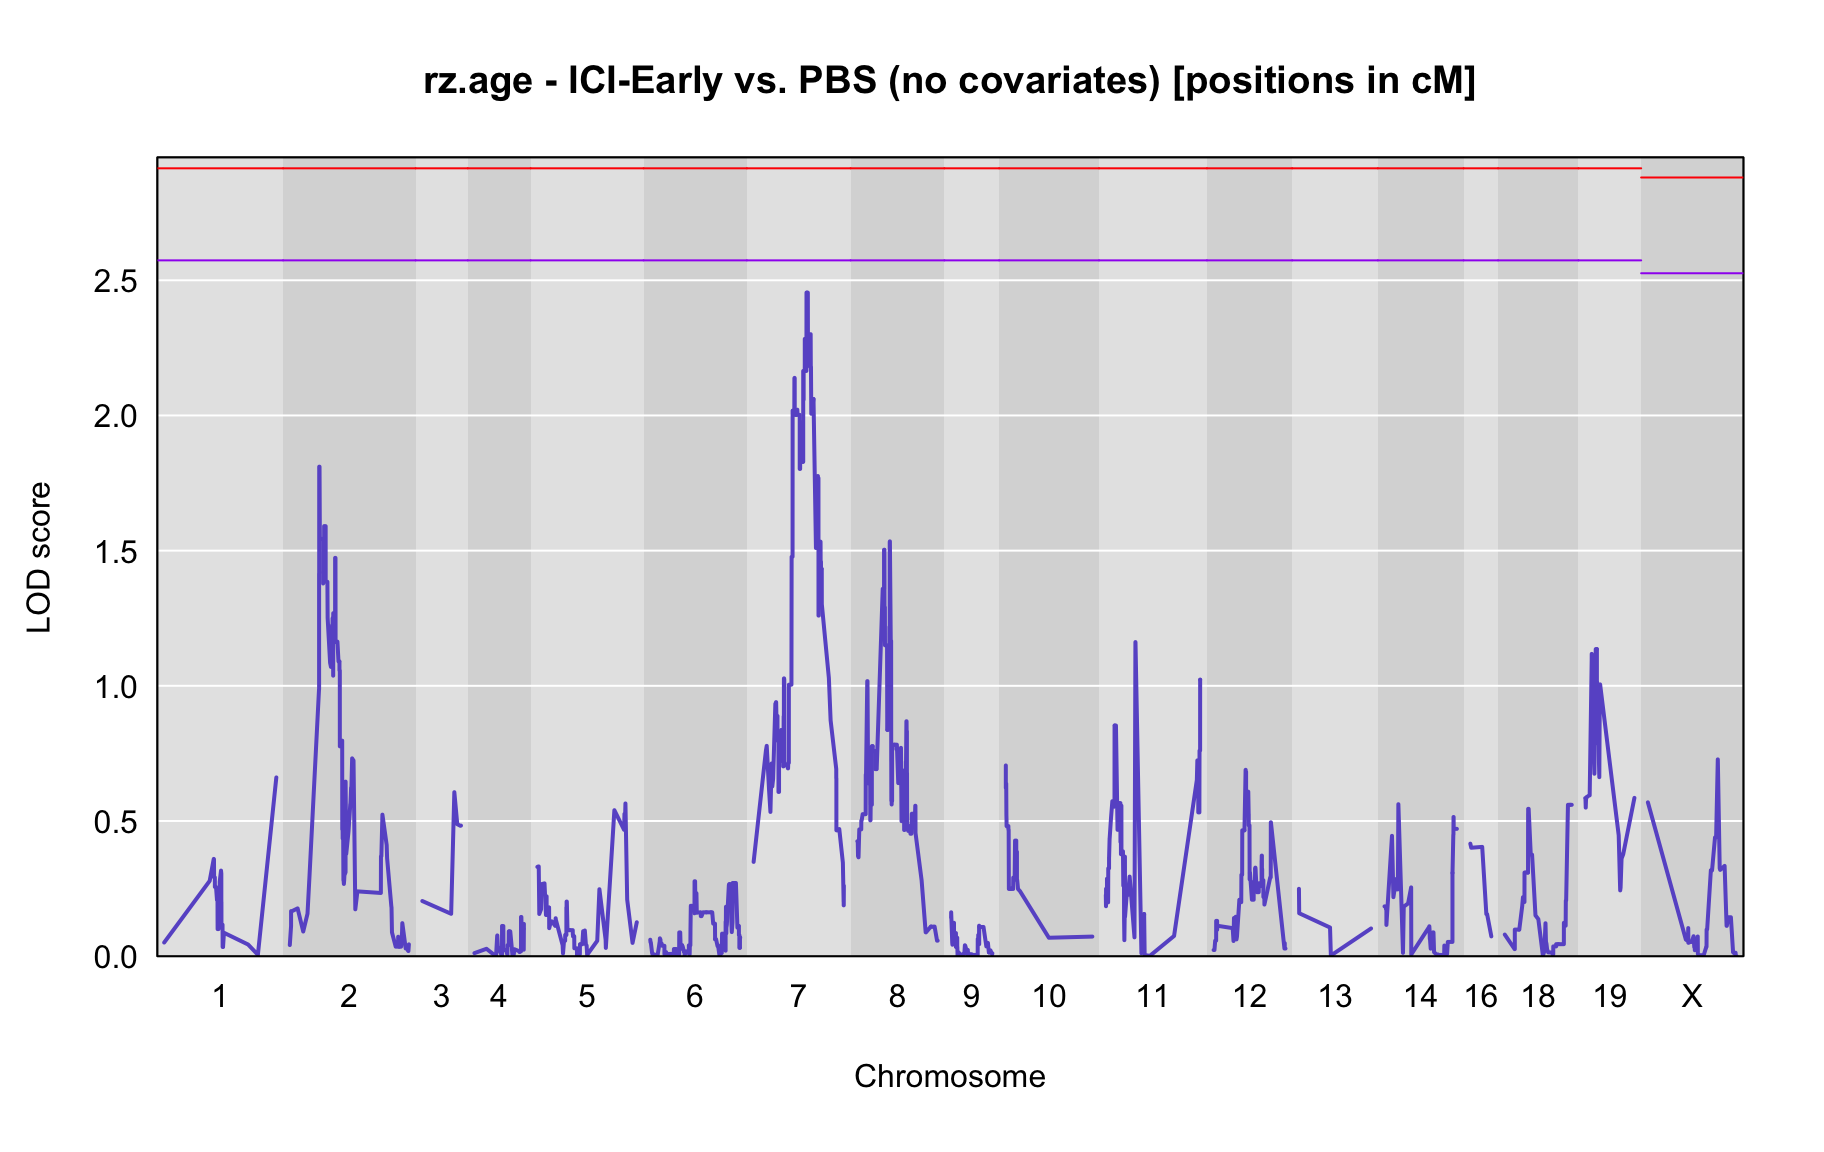 rz.age - ICI-Early vs. PBS (no covariates) [positions in cM]
2.5
2.0
1.5
1.0
0.5
0.0
LOD score
1 2 3 4 5 6 7 8 9 10 11 12 13 14 16 18 19 X
Chromosome